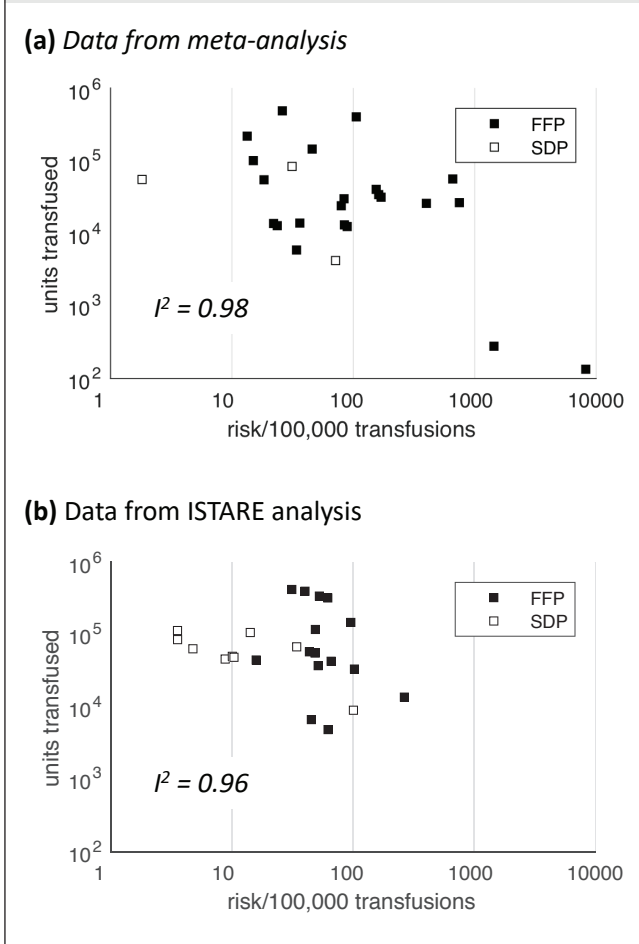 (a) Data from meta-analysis
10^6
FFP
SDP
10^5
10^4
10^3
10^2
units transfused
I^2 = 0.98
1 10 100 1000 10000
risk/100,000 transfusions
(b) Data from ISTARE analysis
10^6
FFP
SDP
10^5
10^4
10^3
10^2
units transfused
I^2 = 0.96
1 10 100 1000 10000
risk/100,000 transfusions